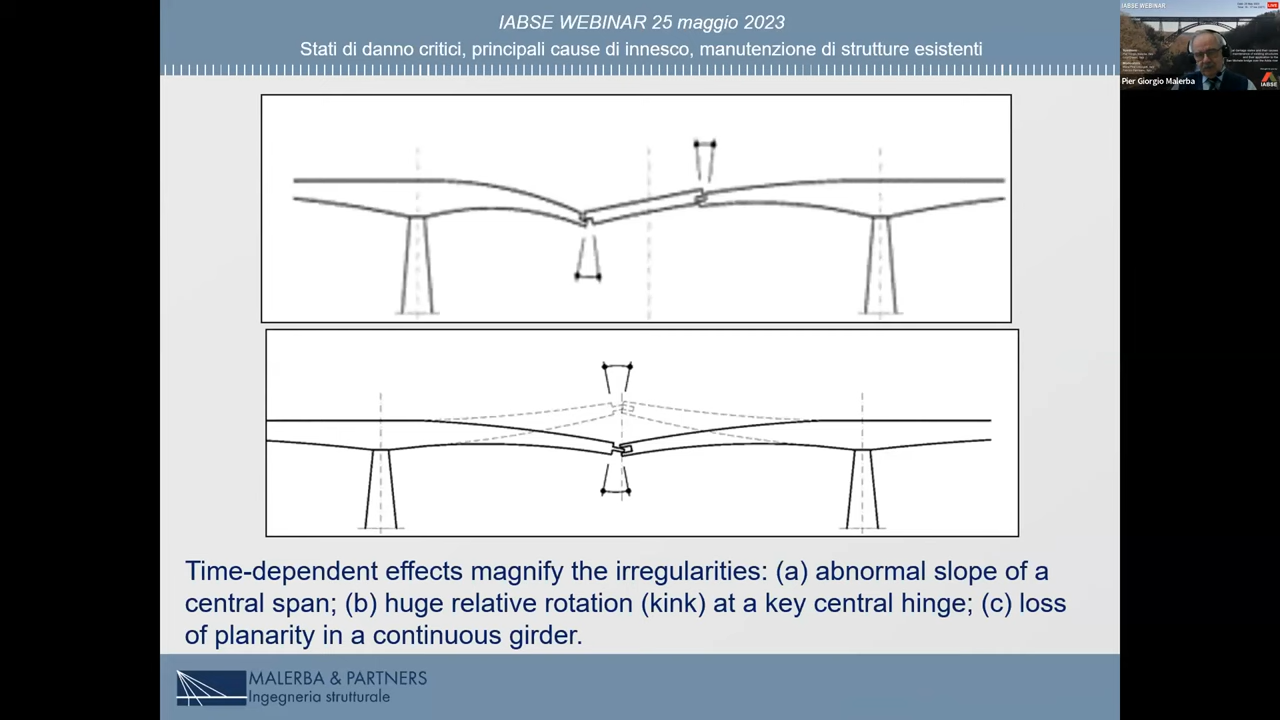 IABSE WEBINAR 25 maggio 2023
Stati di danno critici, principali cause di innesco, manutenzione di strutture esistenti
IABSE WEBINAR
LIVE
Pier Giorgio Malerba
IABSE
Time-dependent effects magnify the irregularities: (a) abnormal slope of a
central span; (b) huge relative rotation (kink) at a key central hinge; (c) loss
of planarity in a continuous girder.
MALERBA & PARTNERS
Ingegneria strutturale